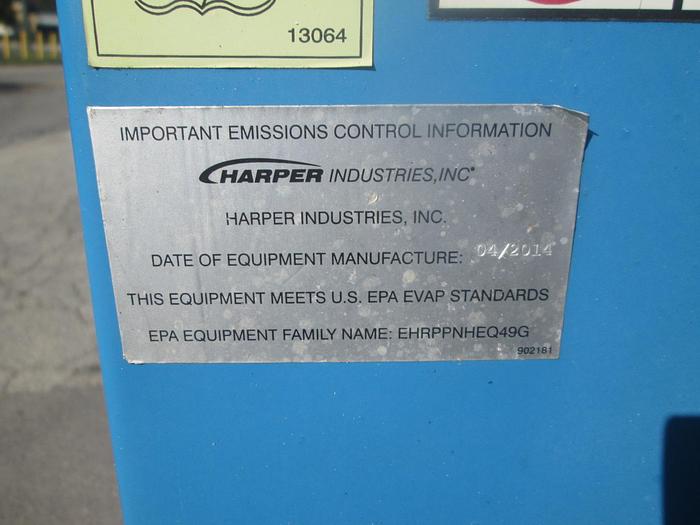 13064
IMPORTANT EMISSIONS CONTROL INFORMATION
HARPER INDUSTRIES, INC®
HARPER INDUSTRIES, INC.
DATE OF EQUIPMENT MANUFACTURE: 04/2014
THIS EQUIPMENT MEETS U.S. EPA EVAP STANDARDS
EPA EQUIPMENT FAMILY NAME: EHRPPNHEQ49G
902181